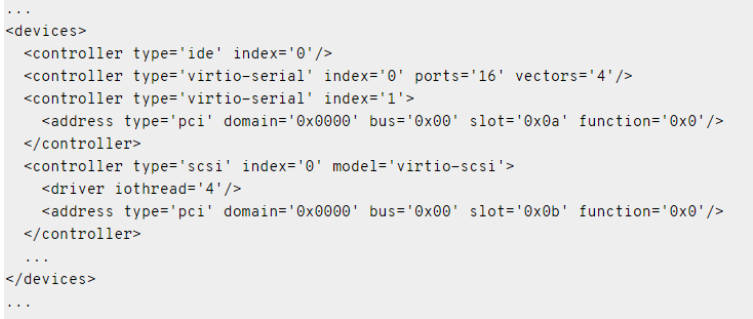 ...
<devices>
  <controller type='ide' index='0'/>
  <controller type='virtio-serial' index='0' ports='16' vectors='4'/>
  <controller type='virtio-serial' index='1'>
    <address type='pci' domain='0x0000' bus='0x00' slot='0x0a' function='0x0'/>
  </controller>
  <controller type='scsi' index='0' model='virtio-scsi'>
    <driver iothread='4'/>
    <address type='pci' domain='0x0000' bus='0x00' slot='0x0b' function='0x0'/>
  </controller>
  ...
</devices>
...